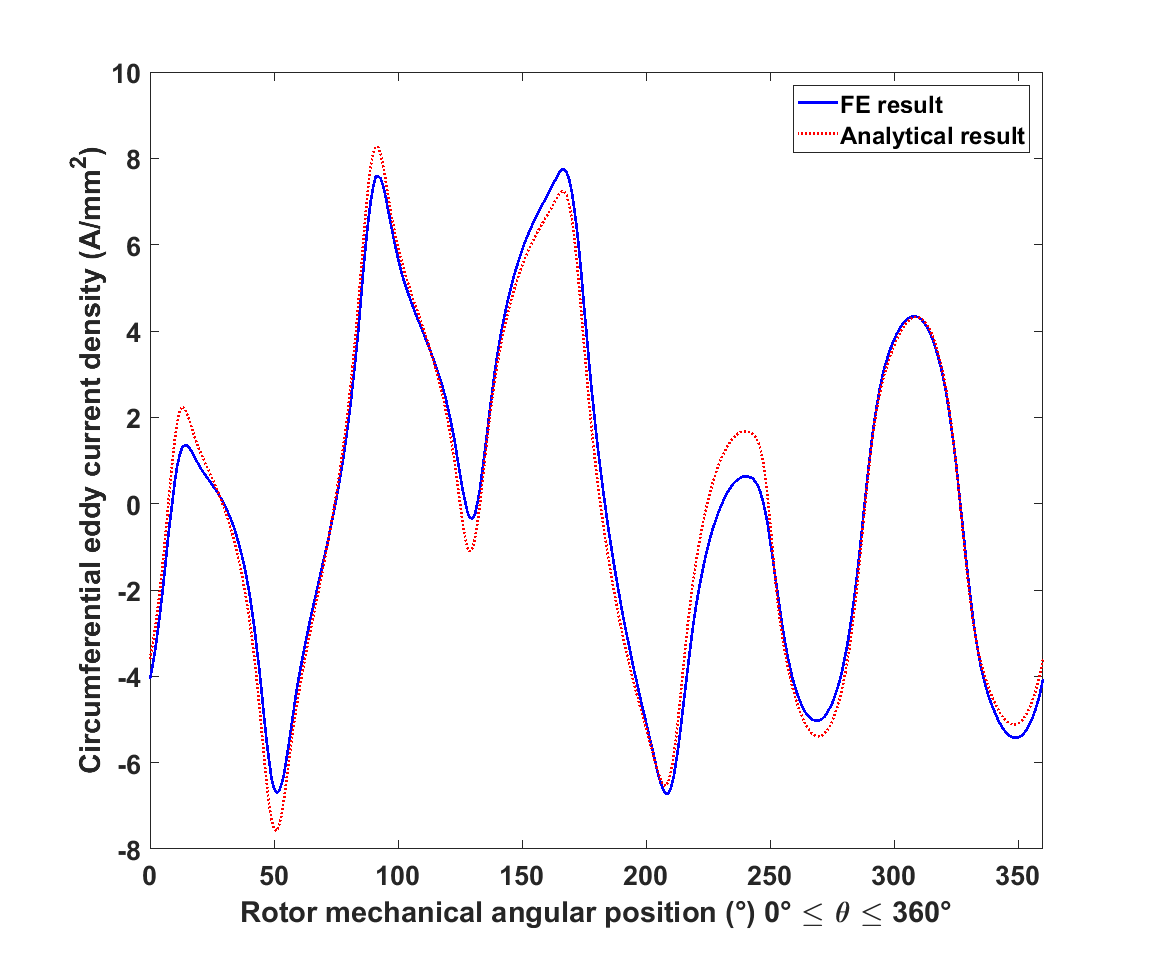 10
8
6
4
2
0
-2
-4
-6
-8
Circumferential eddy current density (A/mm²)
FE result
Analytical result
0 50 100 150 200 250 300 350
Rotor mechanical angular position (°) 0° ≤ θ ≤ 360°